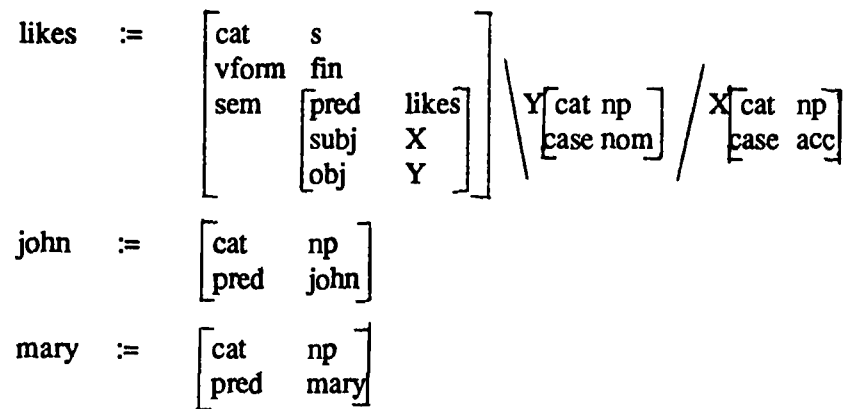 likes := cat s
vform fin \ Y cat np / X cat np
sem pred likes case nom case acc
subj X
obj Y
john := cat np
pred john
mary := cat np
pred mary